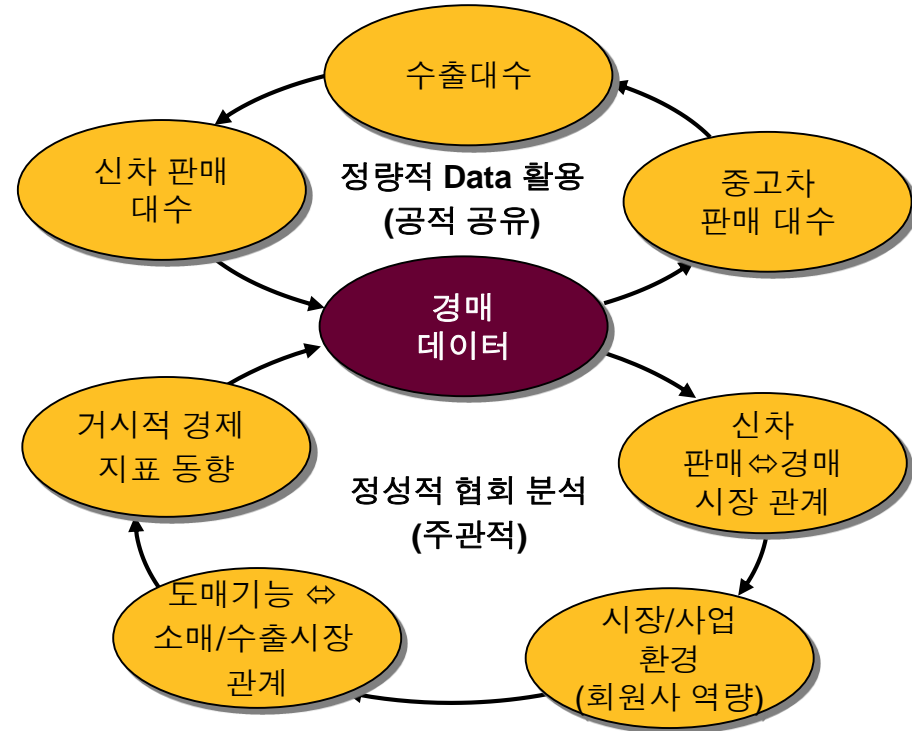 수출대수
신차 판매
대수
정량적 Data 활용
(공적 공유)
중고차
판매 대수
경매
데이터
거시적 경제
지표 동향
신차
판매⇔경매
시장 관계
정성적 협회 분석
(주관적)
도매기능 ⇔
소매/수출시장
관계
시장/사업
환경
(회원사 역량)